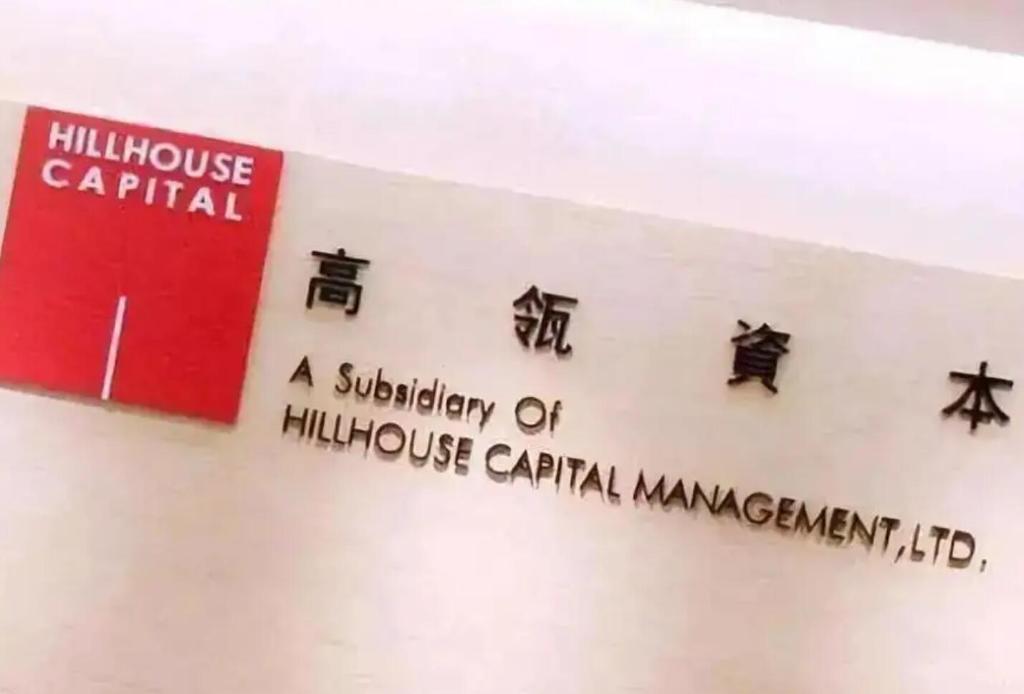 HILLHOUSE
CAPITAL
高瓴資本
A Subsidiary Of
HILLHOUSE CAPITAL MANAGEMENT,LTD.